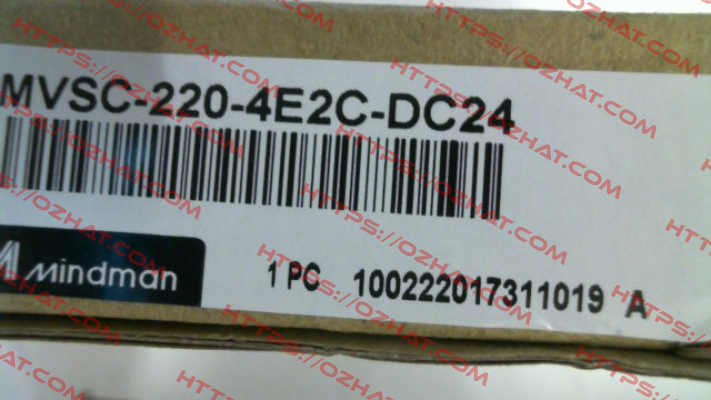 MVSC-220-4E2C-DC24
Mindman
1 PC 100222017311019 A
HTTPS://OZHAT.COM